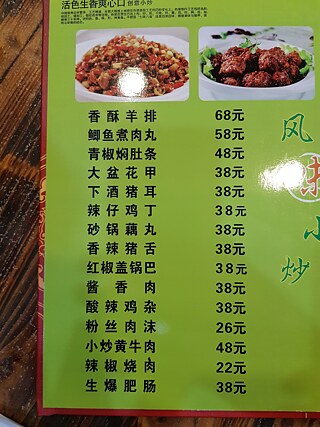 活色生香爽心口 创意小炒
香酥羊排 68元
鲫鱼煮肉丸 58元
青椒焖肚条 48元
大盆花甲 38元
下酒猪耳 38元
辣仔鸡丁 38元
砂锅藕丸 38元
香辣猪舌 38元
红椒盖锅巴 38元
酱香肉 38元
酸辣鸡杂 38元
粉丝肉沫 26元
小炒黄牛肉 48元
辣椒烧肉 22元
生爆肥肠 38元
风
小
炒